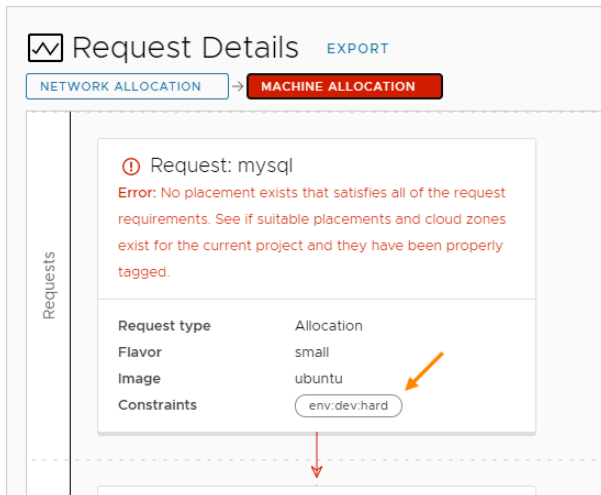 Request Details EXPORT
NETWORK ALLOCATION MACHINE ALLOCATION
Requests
Request: mysql
Error: No placement exists that satisfies all of the request
requirements. See if suitable placements and cloud zones
exist for the current project and they have been properly
tagged.
Request type Allocation
Flavor small
Image ubuntu
Constraints env:dev:hard